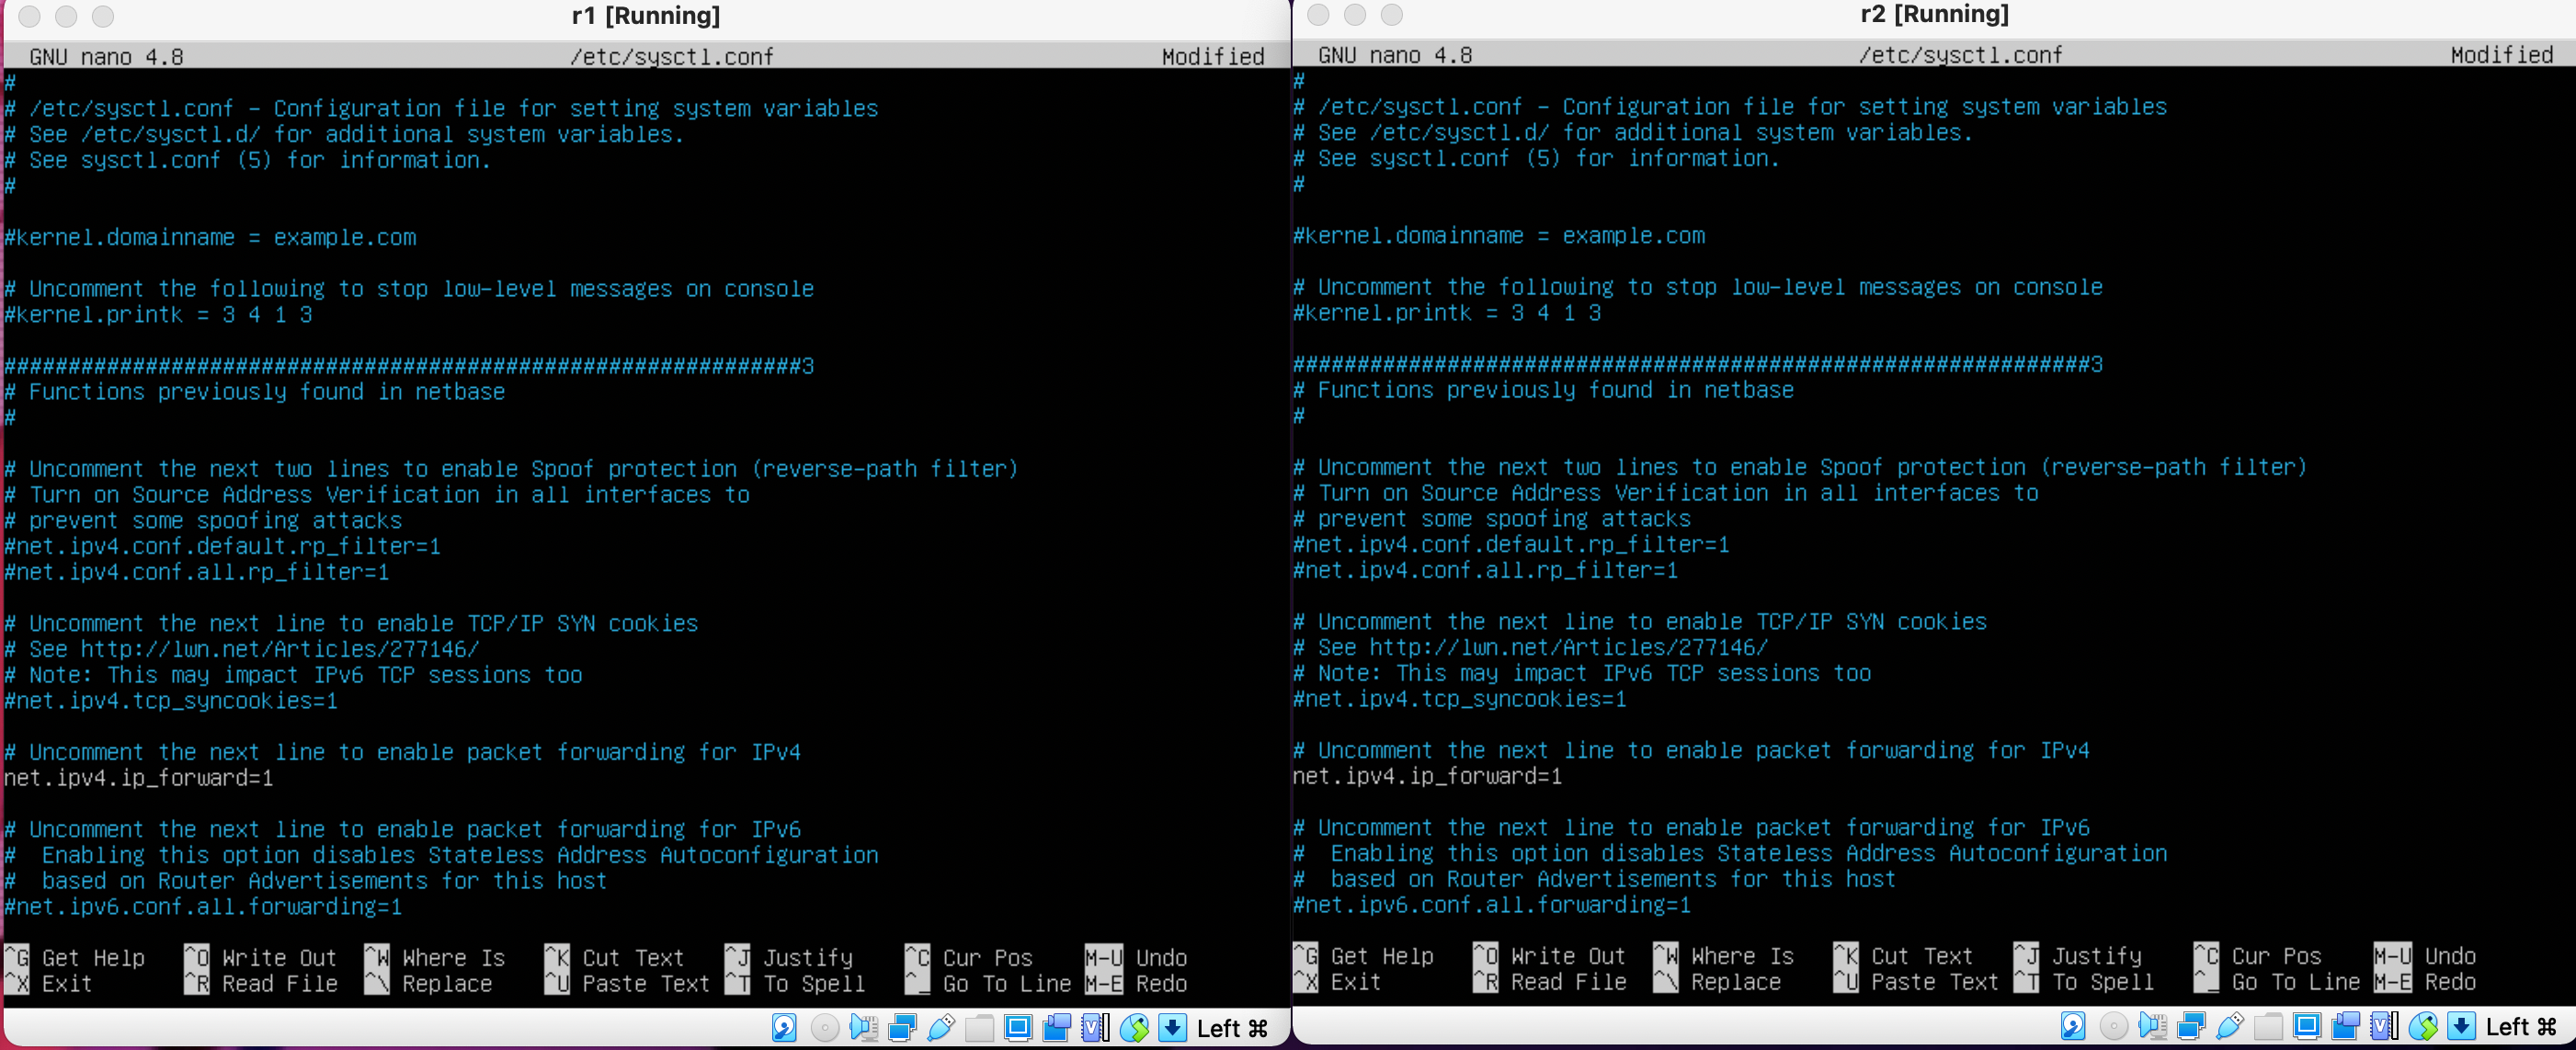 r1 [Running]
GNU nano 4.8 /etc/sysctl.conf Modified
#
# /etc/sysctl.conf - Configuration file for setting system variables
# See /etc/sysctl.d/ for additional system variables.
# See sysctl.conf (5) for information.
#
#kernel.domainname = example.com
# Uncomment the following to stop low-level messages on console
#kernel.printk = 3 4 1 3
##############################################################3
# Functions previously found in netbase
#
# Uncomment the next two lines to enable Spoof protection (reverse-path filter)
# Turn on Source Address Verification in all interfaces to
# prevent some spoofing attacks
#net.ipv4.conf.default.rp_filter=1
#net.ipv4.conf.all.rp_filter=1
# Uncomment the next line to enable TCP/IP SYN cookies
# See http://lwn.net/Articles/277146/
# Note: This may impact IPv6 TCP sessions too
#net.ipv4.tcp_syncookies=1
# Uncomment the next line to enable packet forwarding for IPv4
net.ipv4.ip_forward=1
# Uncomment the next line to enable packet forwarding for IPv6
#  Enabling this option disables Stateless Address Autoconfiguration
#  based on Router Advertisements for this host
#net.ipv6.conf.all.forwarding=1
^G Get Help ^O Write Out ^W Where Is ^K Cut Text ^J Justify ^C Cur Pos M-U Undo
^X Exit ^R Read File ^\ Replace ^U Paste Text ^T To Spell ^_ Go To Line M-E Redo
Left ⌘
r2 [Running]
GNU nano 4.8 /etc/sysctl.conf Modified
#
# /etc/sysctl.conf - Configuration file for setting system variables
# See /etc/sysctl.d/ for additional system variables.
# See sysctl.conf (5) for information.
#
#kernel.domainname = example.com
# Uncomment the following to stop low-level messages on console
#kernel.printk = 3 4 1 3
##############################################################3
# Functions previously found in netbase
#
# Uncomment the next two lines to enable Spoof protection (reverse-path filter)
# Turn on Source Address Verification in all interfaces to
# prevent some spoofing attacks
#net.ipv4.conf.default.rp_filter=1
#net.ipv4.conf.all.rp_filter=1
# Uncomment the next line to enable TCP/IP SYN cookies
# See http://lwn.net/Articles/277146/
# Note: This may impact IPv6 TCP sessions too
#net.ipv4.tcp_syncookies=1
# Uncomment the next line to enable packet forwarding for IPv4
net.ipv4.ip_forward=1
# Uncomment the next line to enable packet forwarding for IPv6
#  Enabling this option disables Stateless Address Autoconfiguration
#  based on Router Advertisements for this host
#net.ipv6.conf.all.forwarding=1
^G Get Help ^O Write Out ^W Where Is ^K Cut Text ^J Justify ^C Cur Pos M-U Undo
^X Exit ^R Read File ^\ Replace ^U Paste Text ^T To Spell ^_ Go To Line M-E Redo
Left ⌘